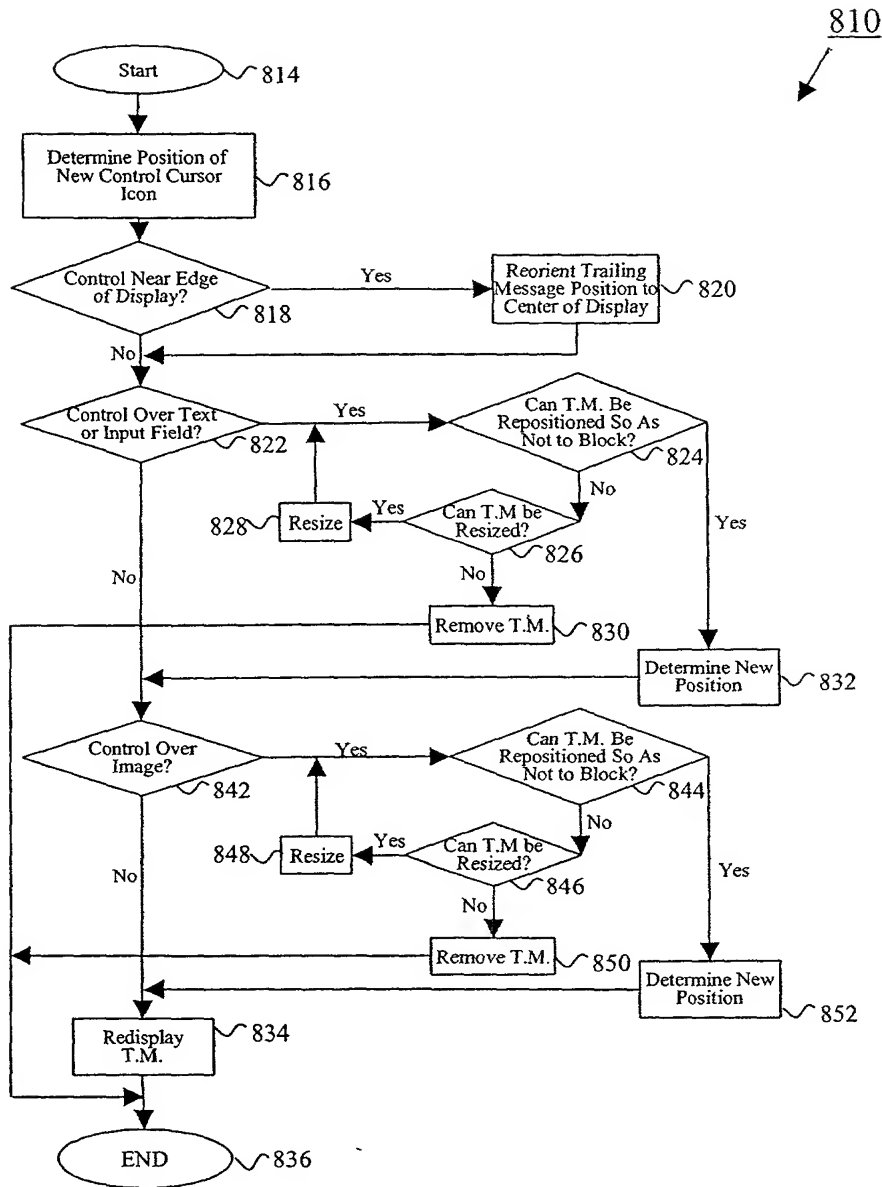 810
Start
814
Determine Position of
New Control Cursor
Icon
816
Control Near Edge
of Display?
818
Yes
Reorient Trailing
Message Position to
Center of Display
820
No
Control Over Text
or Input Field?
822
Yes
Can T.M. Be
Repositioned So As
Not to Block?
824
No
828
Resize
Yes
Can T.M be
Resized?
826
Yes
No
No
Remove T.M.
830
Determine New
Position
832
Control Over
Image?
842
Yes
Can T.M. Be
Repositioned So As
Not to Block?
844
No
848
Resize
Yes
Can T.M be
Resized?
846
Yes
No
No
Remove T.M.
850
Determine New
Position
852
Redisplay
T.M.
834
END
836